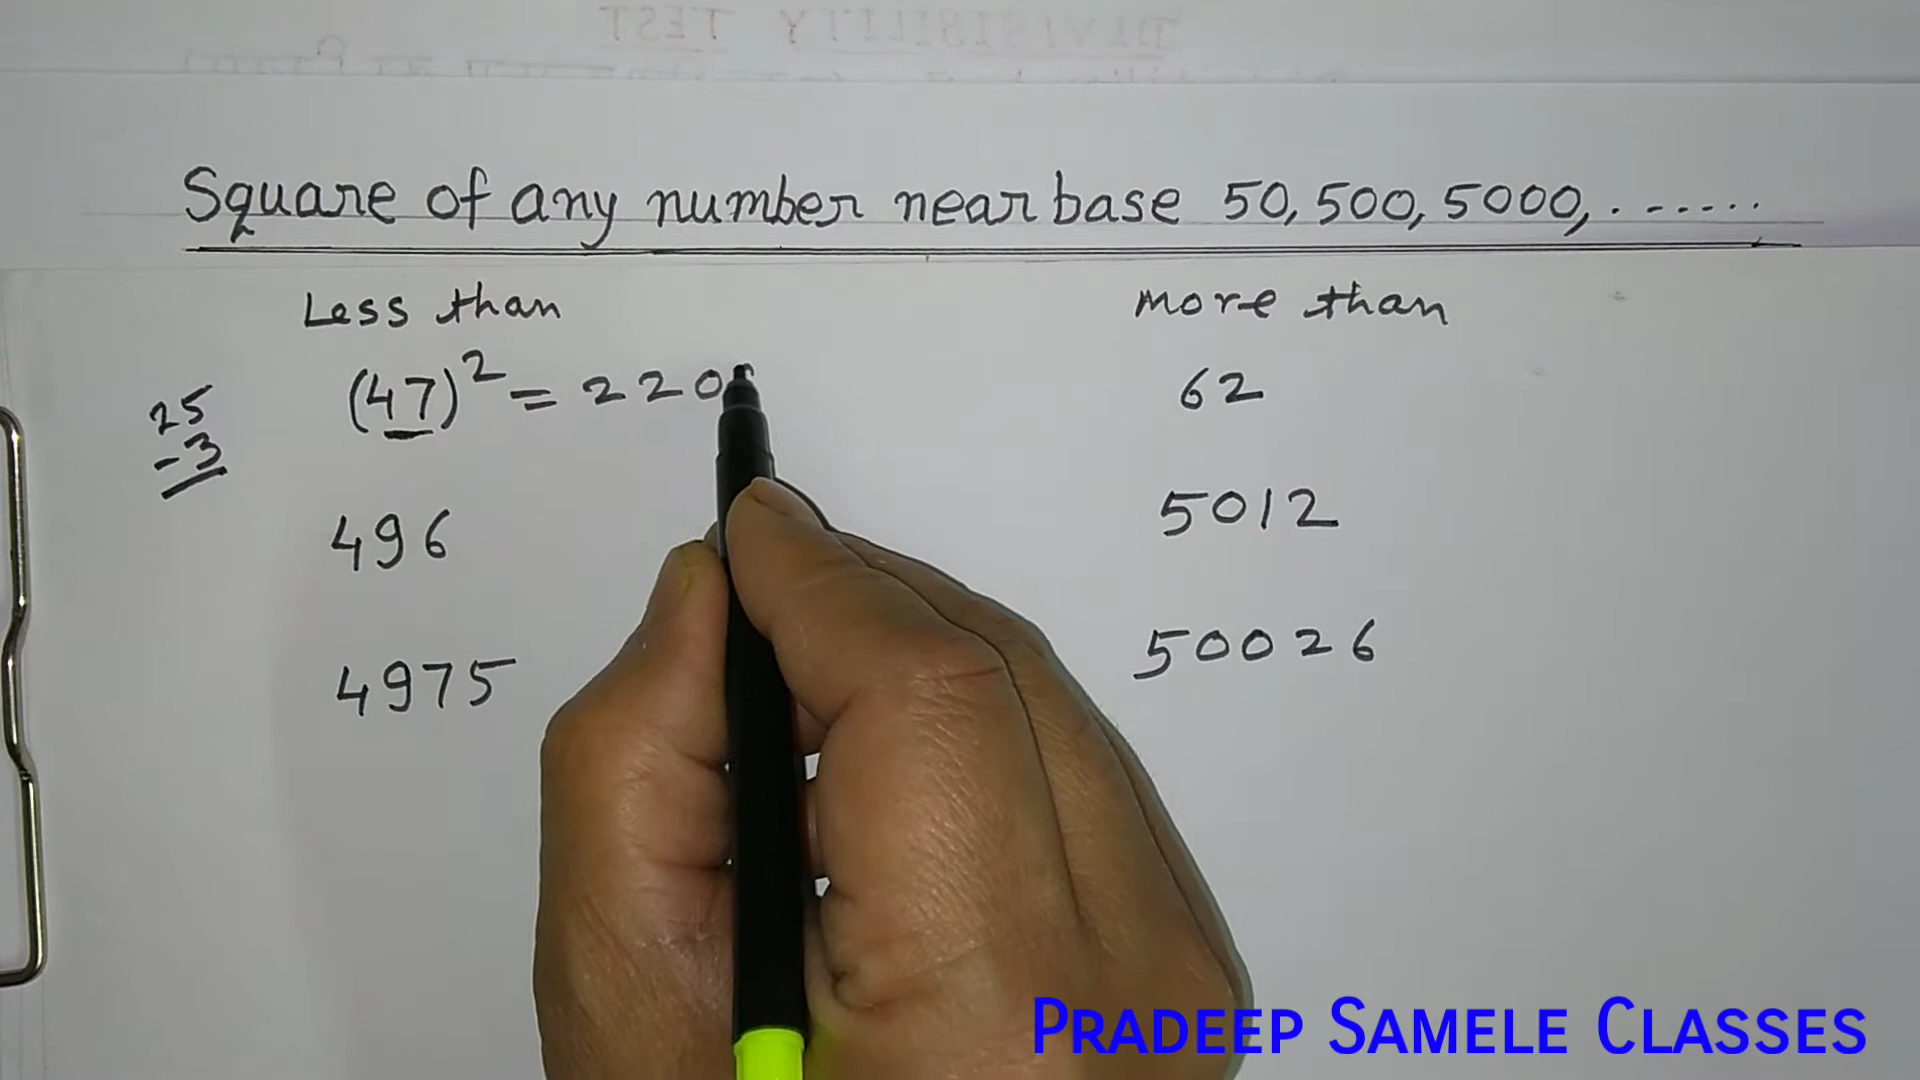 Square of any number near base 50, 500, 5000, .......
Less than
More than
25
-3
(47)² = 220
62
496
5012
4975
50026
PRADEEP SAMELE CLASSES